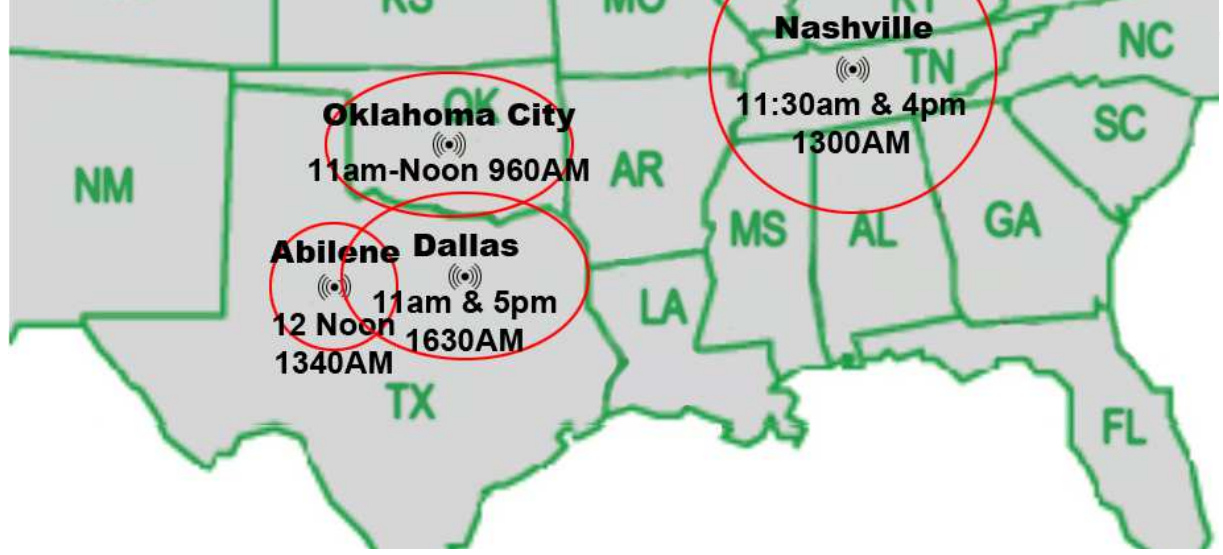 KS
MO
KY
Nashville
TN
NC
11:30am & 4pm
1300AM
OK
Oklahoma City
11am-Noon 960AM
SC
NM
AR
MS
AL
GA
Abilene
Dallas
12 Noon
1340AM
11am & 5pm
1630AM
LA
TX
FL